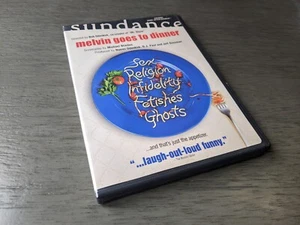 sundance
melvin goes to dinner
Sex
Religion
Infidelity
Fetishes
Ghosts
...and that's just the appetizer.
"...laugh-out-loud funny."